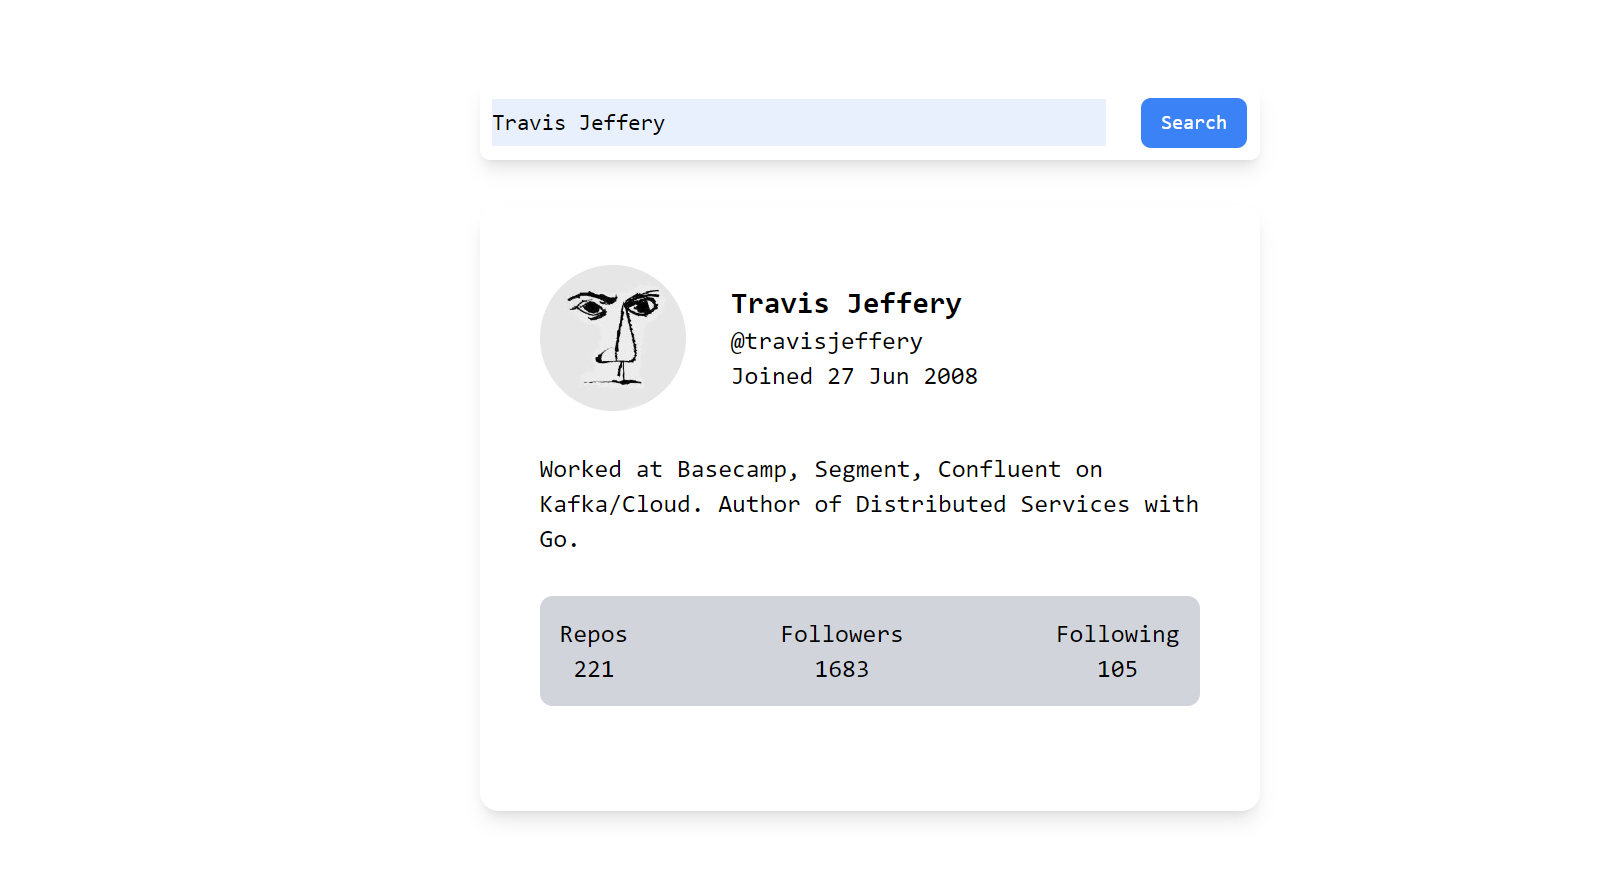 Travis Jeffery
Search
Travis Jeffery
@travisjeffery
Joined 27 Jun 2008
Worked at Basecamp, Segment, Confluent on
Kafka/Cloud. Author of Distributed Services with
Go.
Repos Followers Following
221 1683 105